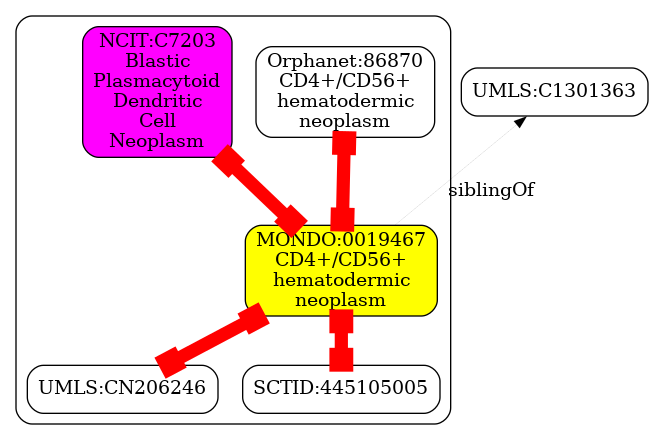 NCIT:C7203
Blastic
Plasmacytoid
Dendritic
Cell
Neoplasm
Orphanet:86870
CD4+/CD56+
hematodermic
neoplasm
UMLS:C1301363
siblingOf
MONDO:0019467
CD4+/CD56+
hematodermic
neoplasm
UMLS:CN206246
SCTID:445105005